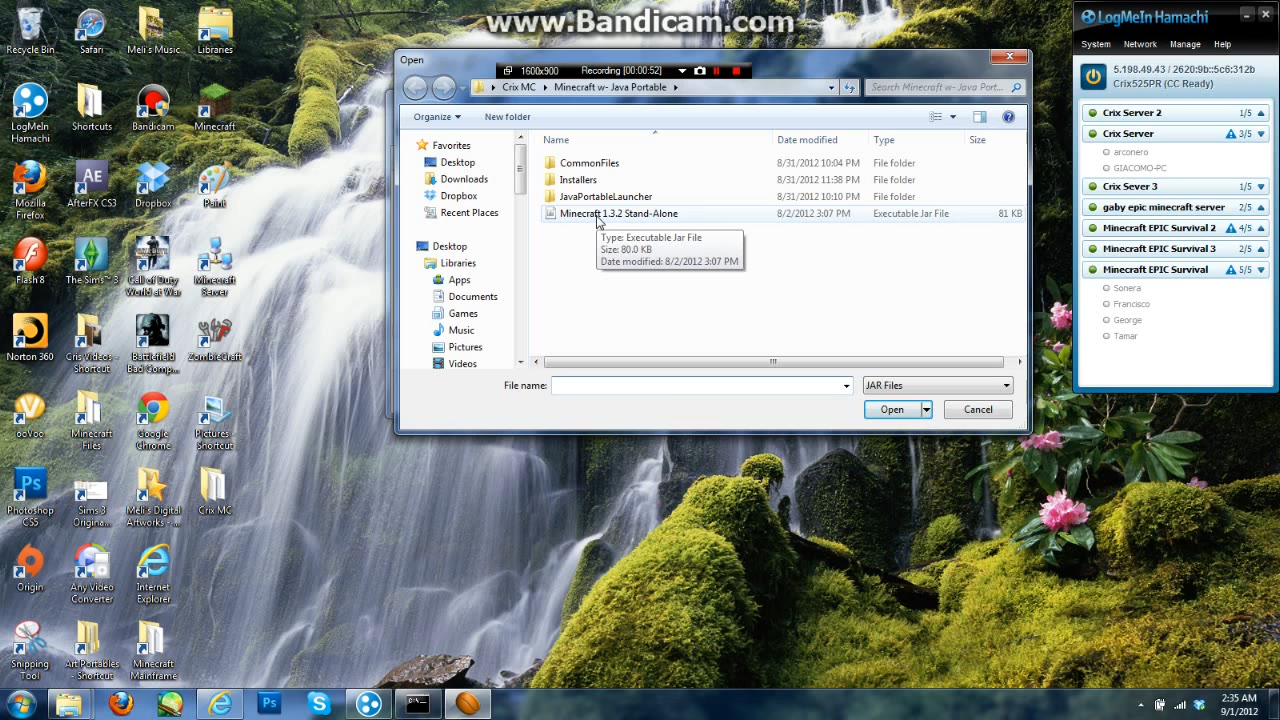 www.Bandicam.com
Recycle Bin
Safari
Meli's Music
Libraries
LogMeIn Hamachi
Shortcuts
Bandicam
Minecraft
Mozilla Firefox
AfterFX CS3
Dropbox
Paint
Flash 8
The Sims™ 3
Call of Duty World at War
Minecraft Server
Norton 360
Cris Videos - Shortcut
Battlefield Bad Comp...
ZombieCraft
ooVoo
Minecraft Files
Google Chrome
Pictures - Shortcut
Photoshop CS5
Sims 3 Origina...
Meli's Digital Artworks - ...
Crix MC
Origin
Any Video Converter
Internet Explorer
Snipping Tool
Art Portables - Shortcut
Minecraft Mainframe
Open
1600x900 Recording [00:00:52]
Crix MC Minecraft w- Java Portable
Search Minecraft w- Java Port...
Organize New folder
Name Date modified Type Size
Favorites
Desktop
Downloads
Dropbox
Recent Places
Desktop
Libraries
Apps
Documents
Games
Music
Pictures
Videos
CommonFiles 8/31/2012 10:04 PM File folder
Installers 8/31/2012 11:38 PM File folder
JavaPortableLauncher 8/31/2012 10:10 PM File folder
Minecraft 1.3.2 Stand-Alone 8/2/2012 3:07 PM Executable Jar File 81 KB
Type: Executable Jar File
Size: 80.0 KB
Date modified: 8/2/2012 3:07 PM
File name: JAR Files
Open Cancel
LogMeIn Hamachi
System Network Manage Help
Crix525PR (CC Ready)
Crix Server 2 1/5
Crix Server 3/5
arconero
GIACOMO-PC
Crix Sever 3 1/5
gaby epic minecraft server 2/5
Minecraft EPIC Survival 2 4/5
Minecraft EPIC Survival 3 2/5
Minecraft EPIC Survival 5/5
Sonera
Francisco
George
Tamar
Ps
2:35 AM
9/1/2012